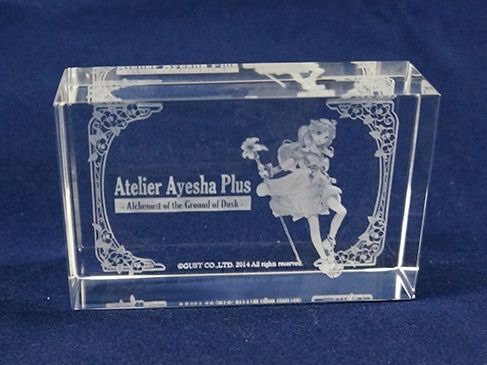 Atelier Ayesha Plus
- Alchemist of the Ground of Dusk -
©GUST CO.,LTD. 2014 All rights reserved.